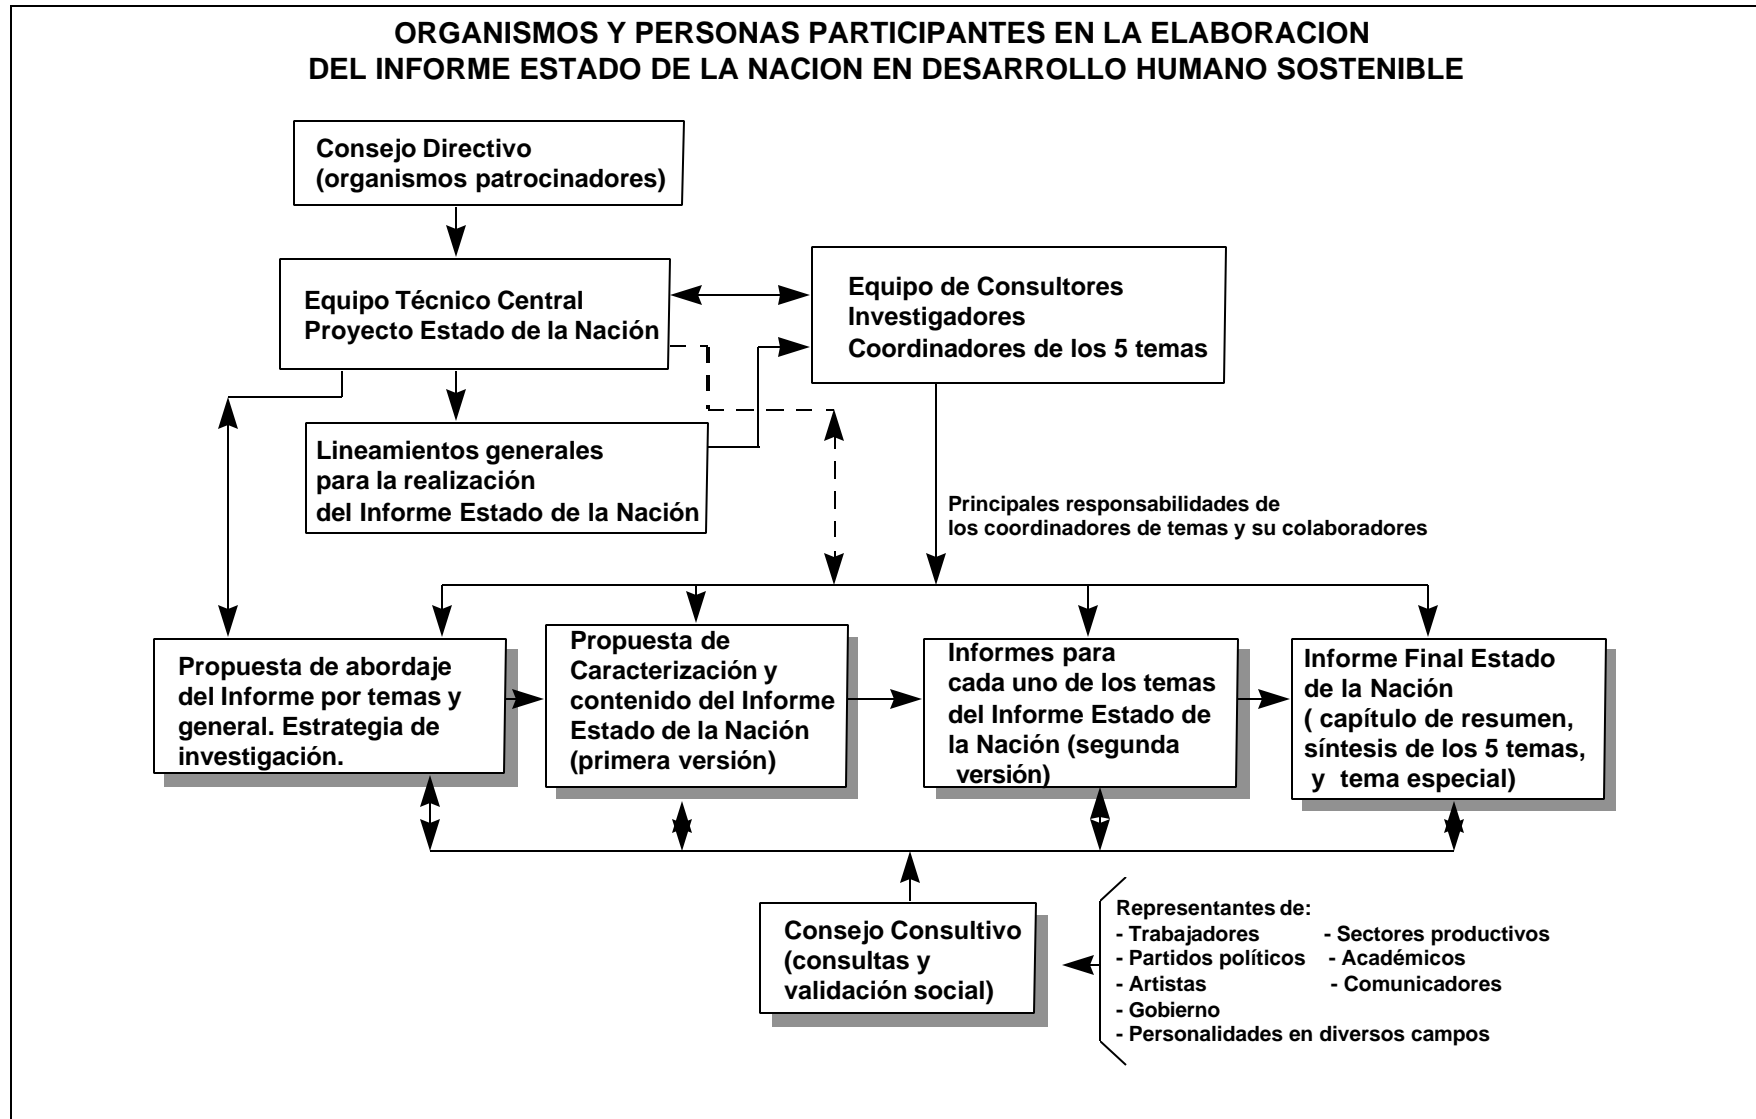 ORGANISMOS Y PERSONAS PARTICIPANTES EN LA ELABORACION
DEL INFORME ESTADO DE LA NACION EN DESARROLLO HUMANO SOSTENIBLE
Consejo Directivo
(organismos patrocinadores)
Equipo Técnico Central
Proyecto Estado de la Nación
Equipo de Consultores
Investigadores
Coordinadores de los 5 temas
Lineamientos generales
para la realización
del Informe Estado de la Nación
Principales responsabilidades de
los coordinadores de temas y su colaboradores
Propuesta de abordaje
del Informe por temas y
general. Estrategia de
investigación.
Propuesta de
Caracterización y
contenido del Informe
Estado de la Nación
(primera versión)
Informes para
cada uno de los temas
del Informe Estado de
la Nación (segunda
versión)
Informe Final Estado
de la Nación
( capítulo de resumen,
síntesis de los 5 temas,
y tema especial)
Consejo Consultivo
(consultas y
validación social)
Representantes de:
- Trabajadores - Sectores productivos
- Partidos políticos - Académicos
- Artistas - Comunicadores
- Gobierno
- Personalidades en diversos campos